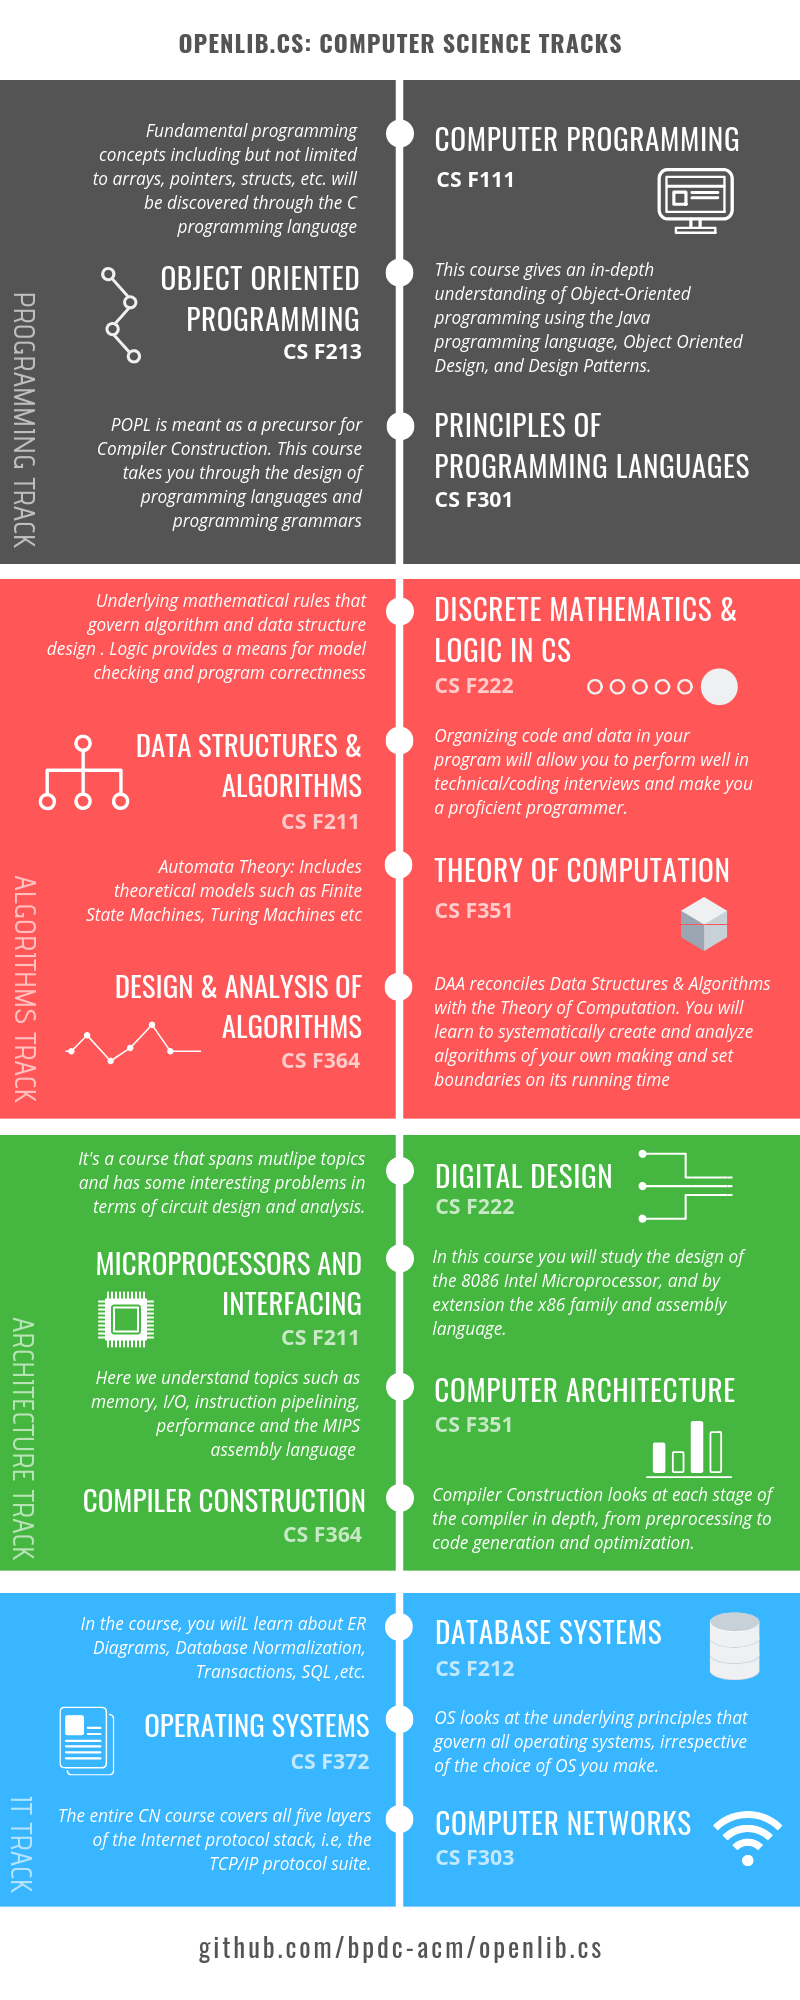 OPENLIB.CS: COMPUTER SCIENCE TRACKS
PROGRAMMING TRACK
Fundamental programming
concepts including but not limited
to arrays, pointers, structs, etc. will
be discovered through the C
programming language
COMPUTER PROGRAMMING
CS F111
OBJECT ORIENTED
PROGRAMMING
CS F213
This course gives an in-depth
understanding of Object-Oriented
programming using the Java
programming language, Object Oriented
Design, and Design Patterns.
POPL is meant as a precursor for
Compiler Construction. This course
takes you through the design of
programming languages and
programming grammars
PRINCIPLES OF
PROGRAMMING LANGUAGES
CS F301
ALGORITHMS TRACK
Underlying mathematical rules that
govern algorithm and data structure
design . Logic provides a means for model
checking and program correctnness
DISCRETE MATHEMATICS &
LOGIC IN CS
CS F222
DATA STRUCTURES &
ALGORITHMS
CS F211
Organizing code and data in your
program will allow you to perform well in
technical/coding interviews and make you
a proficient programmer.
Automata Theory: Includes
theoretical models such as Finite
State Machines, Turing Machines etc
THEORY OF COMPUTATION
CS F351
DESIGN & ANALYSIS OF
ALGORITHMS
CS F364
DAA reconciles Data Structures & Algorithms
with the Theory of Computation. You will
learn to systematically create and analyze
algorithms of your own making and set
boundaries on its running time
ARCHITECTURE TRACK
It's a course that spans mutlipe topics
and has some interesting problems in
terms of circuit design and analysis.
DIGITAL DESIGN
CS F222
MICROPROCESSORS AND
INTERFACING
CS F211
In this course you will study the design of
the 8086 Intel Microprocessor, and by
extension the x86 family and assembly
language.
Here we understand topics such as
memory, I/O, instruction pipelining,
performance and the MIPS
assembly language
COMPUTER ARCHITECTURE
CS F351
COMPILER CONSTRUCTION
CS F364
Compiler Construction looks at each stage of
the compiler in depth, from preprocessing to
code generation and optimization.
IT TRACK
In the course, you wilL learn about ER
Diagrams, Database Normalization,
Transactions, SQL ,etc.
DATABASE SYSTEMS
CS F212
OPERATING SYSTEMS
CS F372
OS looks at the underlying principles that
govern all operating systems, irrespective
of the choice of OS you make.
The entire CN course covers all five layers
of the Internet protocol stack, i.e, the
TCP/IP protocol suite.
COMPUTER NETWORKS
CS F303
github.com/bpdc-acm/openlib.cs